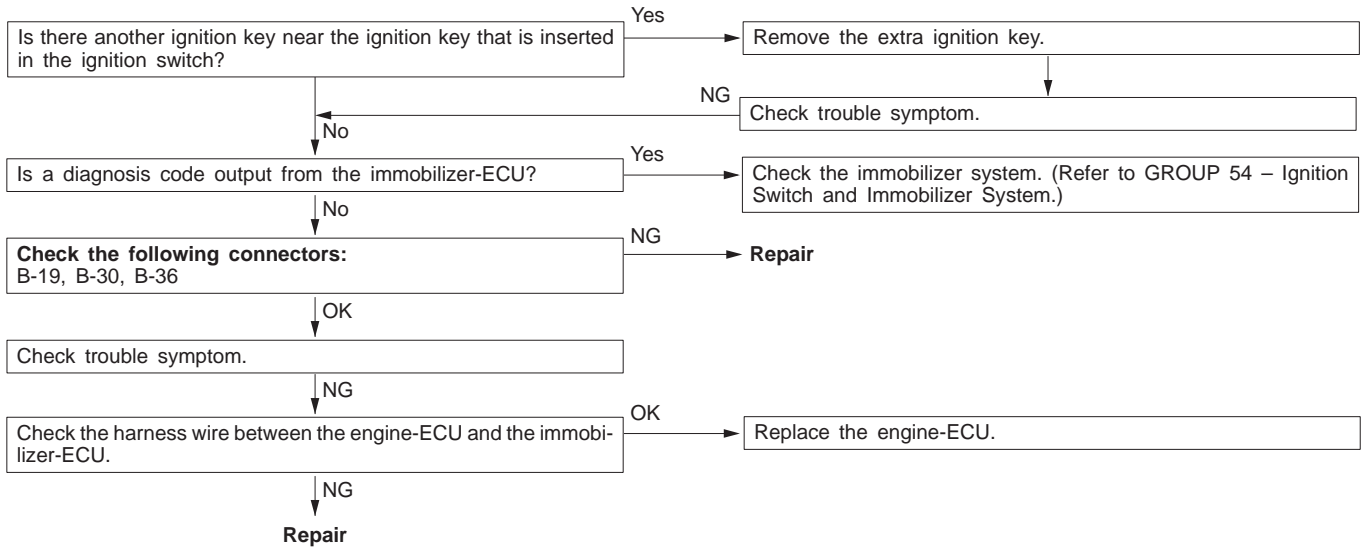 Yes
Is there another ignition key near the ignition key that is inserted
in the ignition switch?
Remove the extra ignition key.
NG
Check trouble symptom.
No
Yes
Is a diagnosis code output from the immobilizer-ECU?
Check the immobilizer system. (Refer to GROUP 54 – Ignition
Switch and Immobilizer System.)
No
Check the following connectors:
B-19, B-30, B-36
NG
Repair
OK
Check trouble symptom.
NG
Check the harness wire between the engine-ECU and the immobi-
lizer-ECU.
OK
Replace the engine-ECU.
NG
Repair